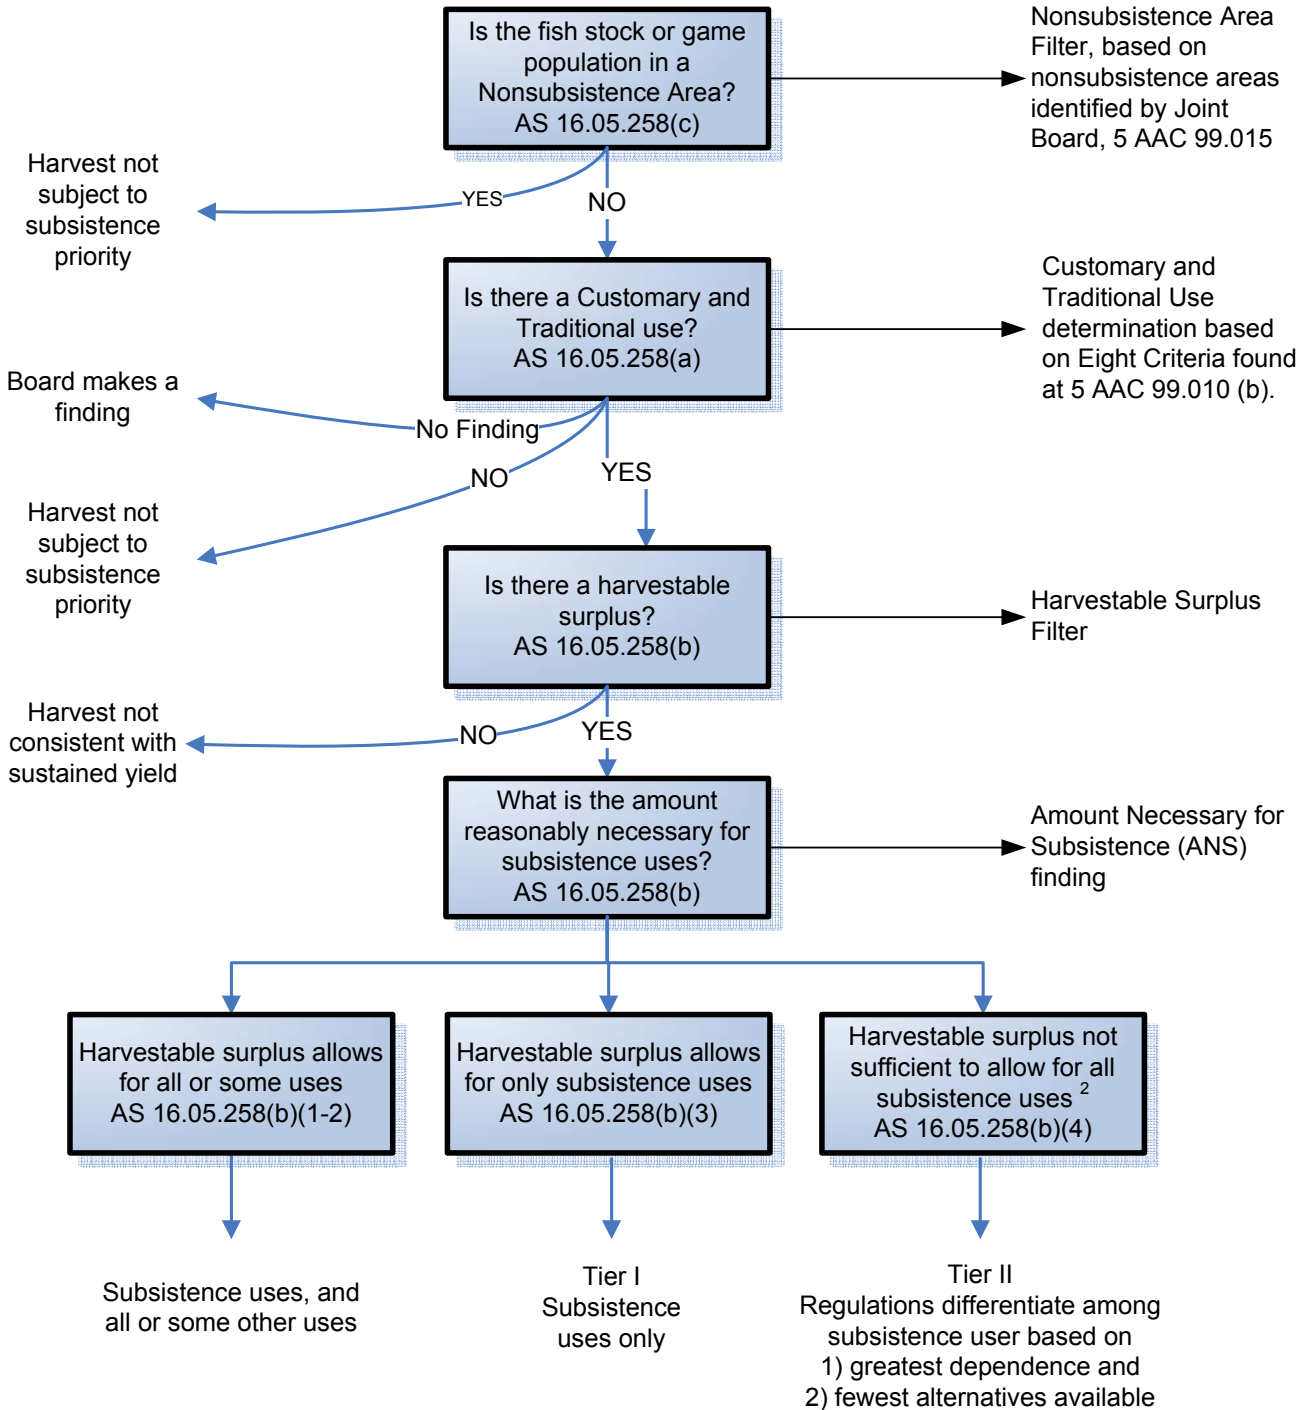 Is the fish stock or game
population in a
Nonsubsistence Area?
AS 16.05.258(c)
Nonsubsistence Area
Filter, based on
nonsubsistence areas
identified by Joint
Board, 5 AAC 99.015
Harvest not
subject to
subsistence
priority
YES
NO
Is there a Customary and
Traditional use?
AS 16.05.258(a)
Customary and
Traditional Use
determination based
on Eight Criteria found
at 5 AAC 99.010 (b).
Board makes a
finding
No Finding
NO
YES
Harvest not
subject to
subsistence
priority
Is there a harvestable
surplus?
AS 16.05.258(b)
Harvestable Surplus
Filter
Harvest not
consistent with
sustained yield
NO
YES
What is the amount
reasonably necessary for
subsistence uses?
AS 16.05.258(b)
Amount Necessary for
Subsistence (ANS)
finding
Harvestable surplus allows
for all or some uses
AS 16.05.258(b)(1-2)
Harvestable surplus allows
for only subsistence uses
AS 16.05.258(b)(3)
Harvestable surplus not
sufficient to allow for all
subsistence uses 2
AS 16.05.258(b)(4)
Subsistence uses, and
all or some other uses
Tier I
Subsistence
uses only
Tier II
Regulations differentiate among
subsistence user based on
1) greatest dependence and
2) fewest alternatives available